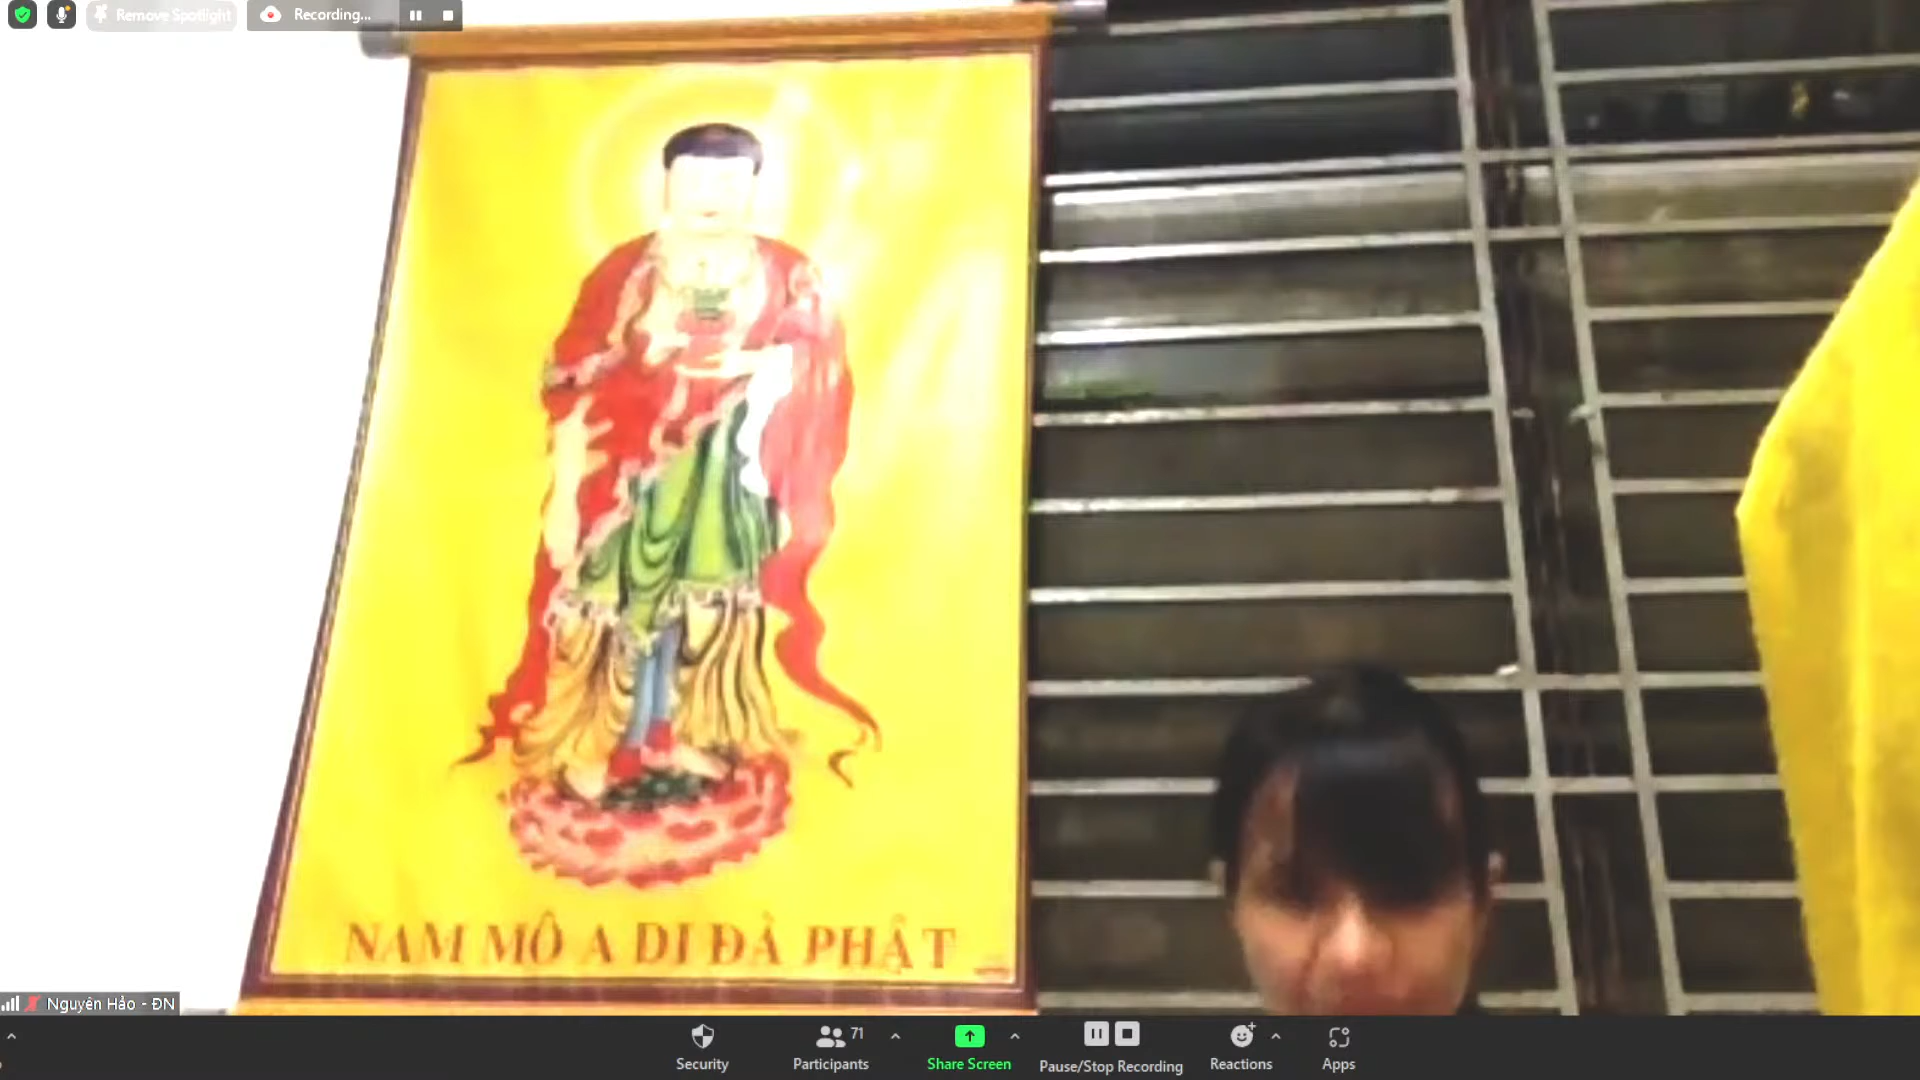 Remove Spotlight
Recording...
NAM MÔ A DI ĐÀ PHẬT
Nguyên Hảo - ĐN
Security
Participants
71
Share Screen
Pause/Stop Recording
Reactions
Apps